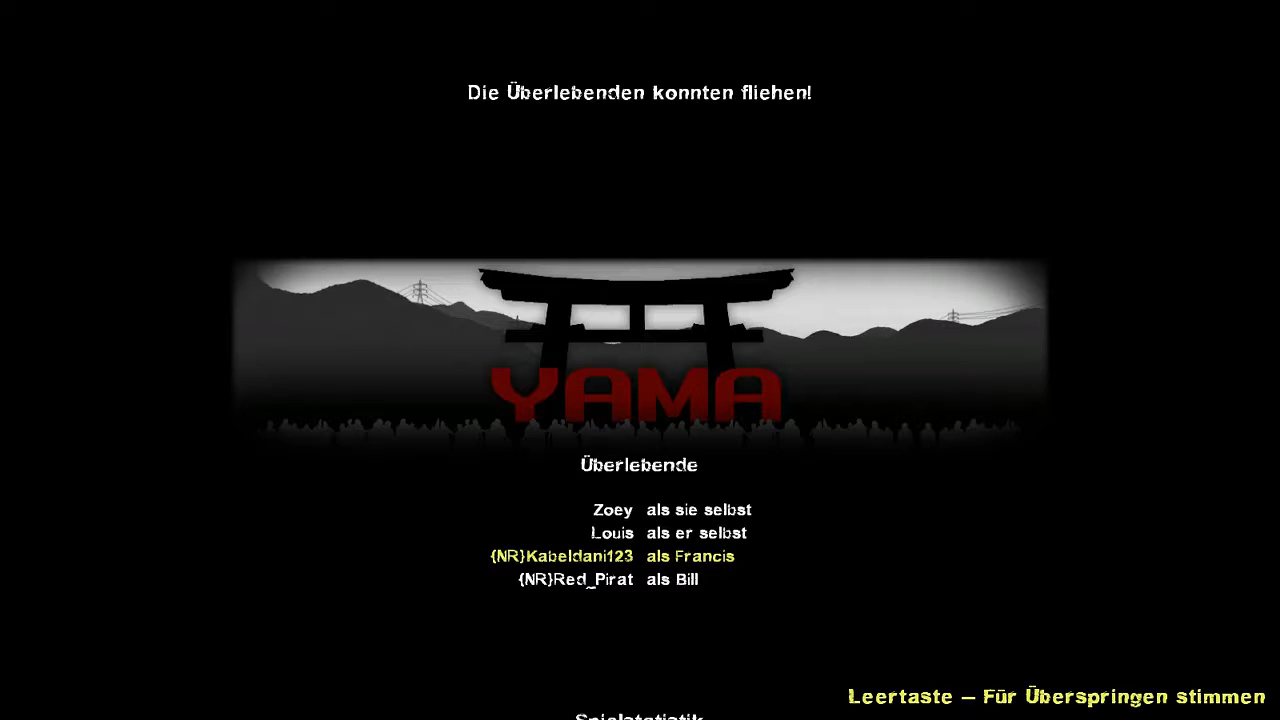 Die Überlebenden konnten fliehen!
YAMA
Überlebende
Zoey als sie selbst
Louis als er selbst
{NR}Kabeldani123 als Francis
{NR}Red_Pirat als Bill
Leertaste – Für Überspringen stimmen
Spielstatistik